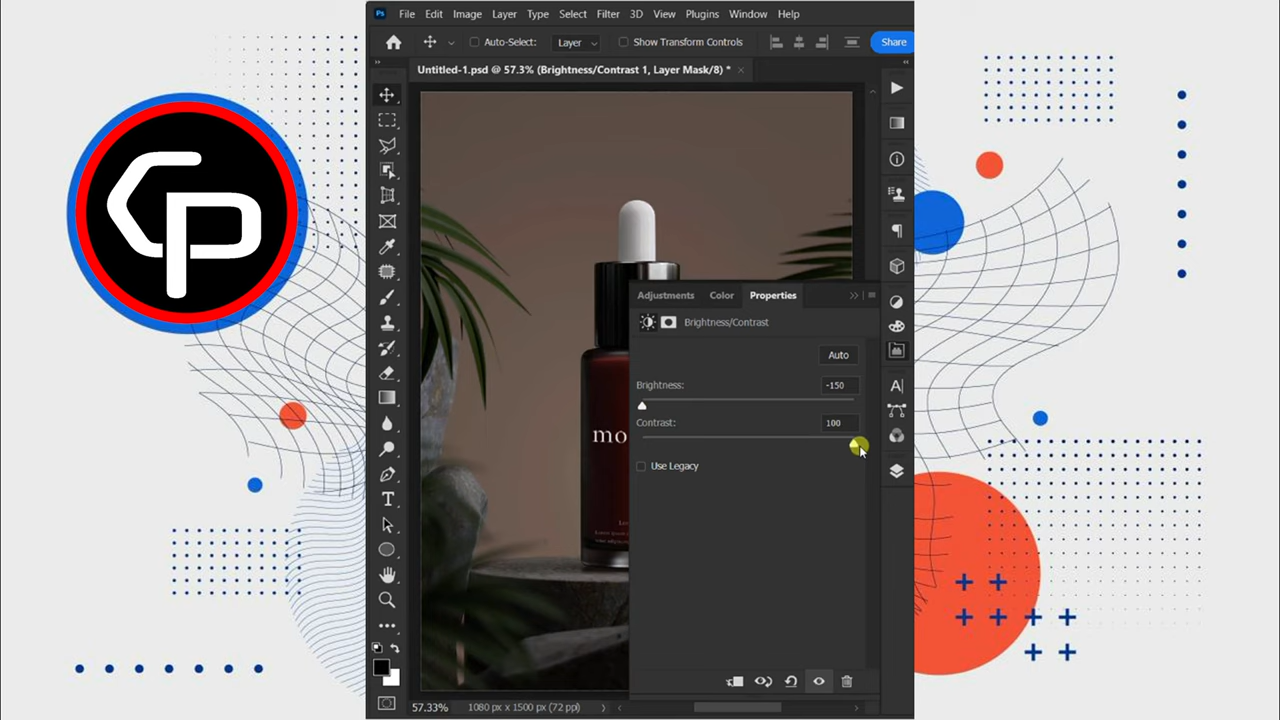 CP
Ps File Edit Image Layer Type Select Filter 3D View Plugins Window Help
Auto-Select: Layer Show Transform Controls Share
Untitled-1.psd @ 57.3% (Brightness/Contrast 1, Layer Mask/8) * ×
Adjustments Color Properties
Brightness/Contrast
Auto
Brightness: -150
Contrast: 100
mo
Use Legacy
57.33% 1080 px x 1500 px (72 ppi)